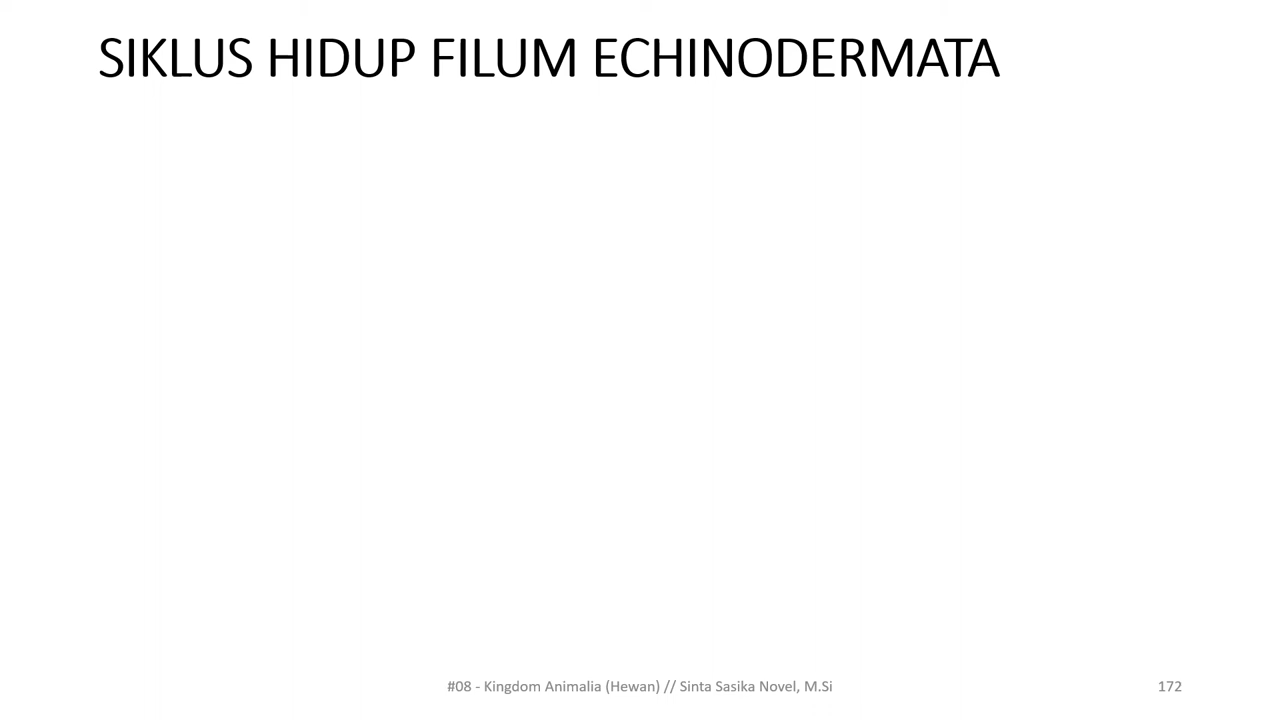 SIKLUS HIDUP FILUM ECHINODERMATA
#08 - Kingdom Animalia (Hewan) // Sinta Sasika Novel, M.Si
172